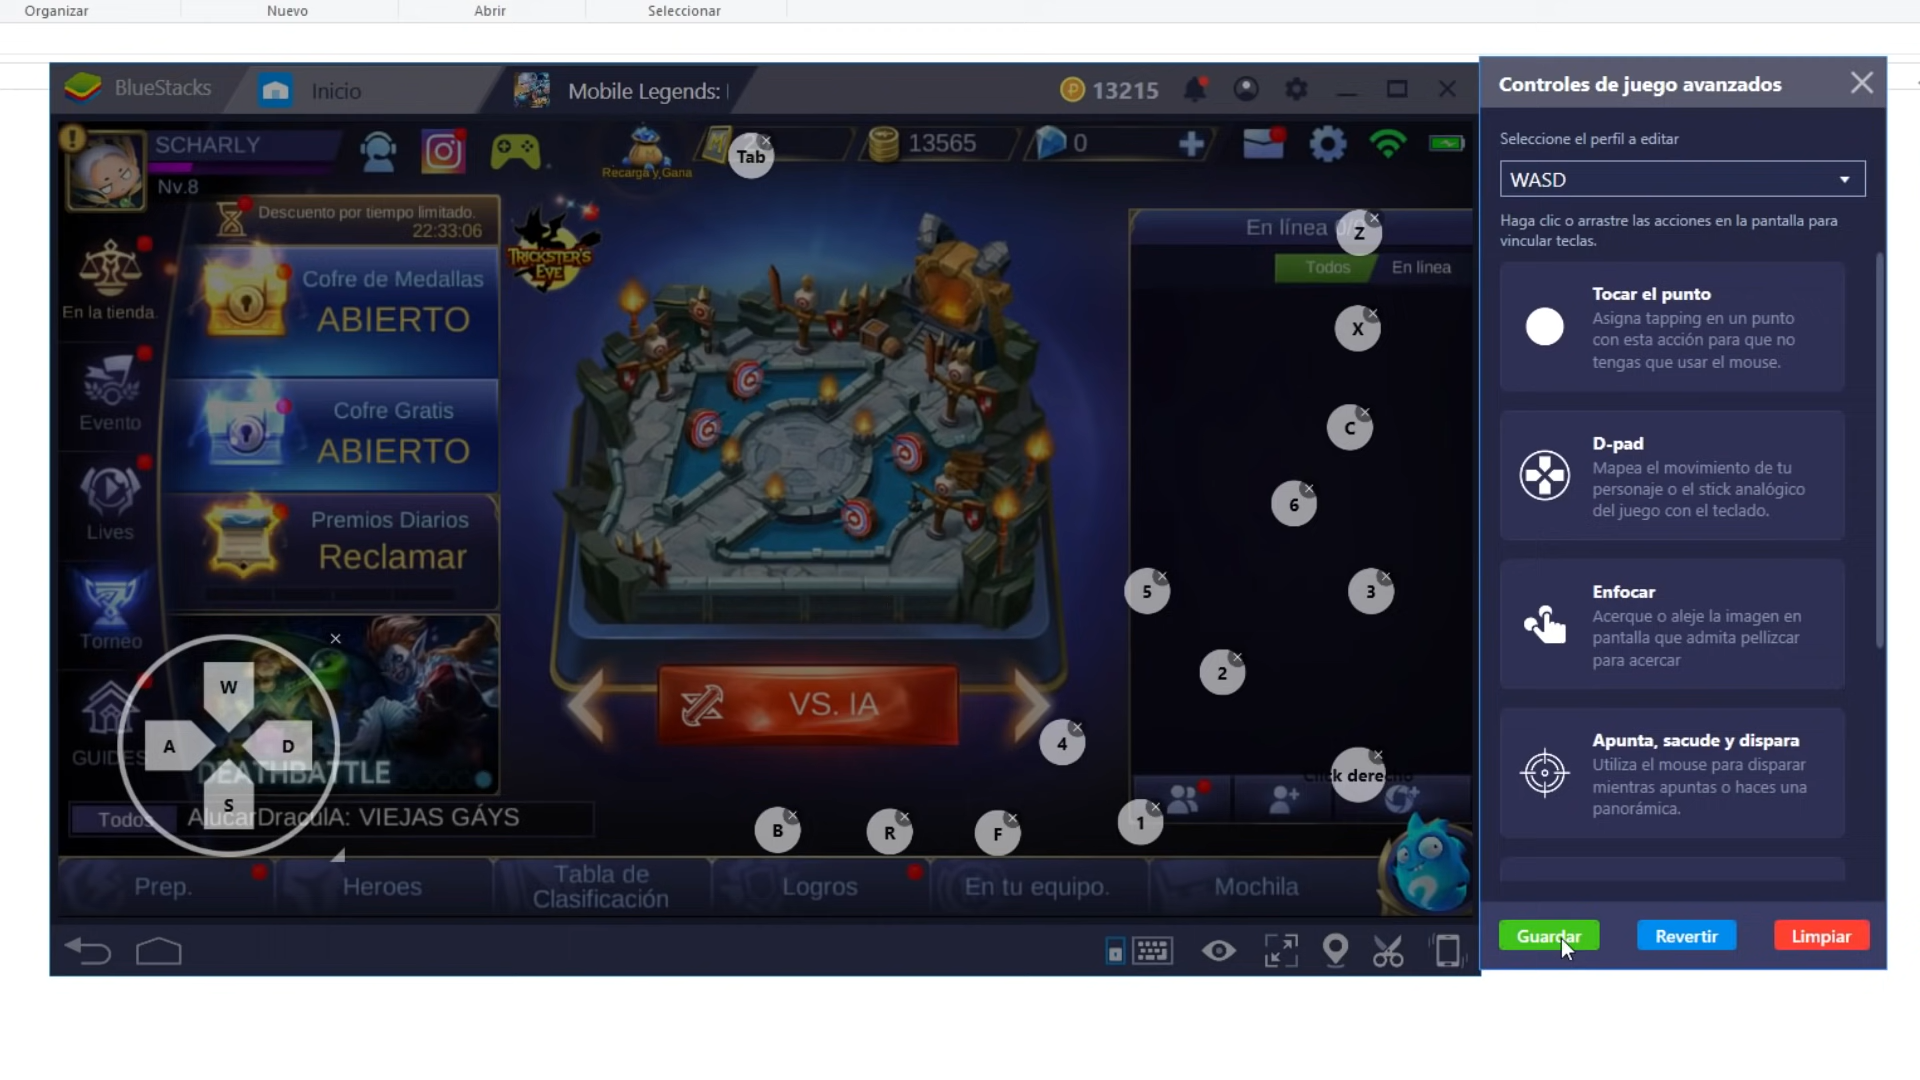 Organizar
Nuevo
Abrir
Seleccionar
BlueStacks
Inicio
Mobile Legends:
13215
Controles de juego avanzados
SCHARLY
Nv.8
Recarga y Gana
Tab
13565
0
Seleccione el perfil a editar
WASD
Haga clic o arrastre las acciones en la pantalla para
vincular teclas.
Descuento por tiempo limitado.
22:33:06
TRICKSTER'S
EYE
En línea
Z
Todos
En linea
En la tienda
Cofre de Medallas
ABIERTO
X
Tocar el punto
Asigna tapping en un punto
con esta acción para que no
tengas que usar el mouse.
Evento
Cofre Gratis
ABIERTO
C
D-pad
Mapea el movimiento de tu
personaje o el stick analógico
del juego con el teclado.
Lives
Premios Diarios
Reclamar
6
5
3
Enfocar
Acerque o aleje la imagen en
pantalla que admita pellizcar
para acercar
Torneo
2
W
A
D
S
GUIDES
DEATHBATTLE
VS. IA
4
Click derecho
Apunta, sacude y dispara
Utiliza el mouse para disparar
mientras apuntas o haces una
panorámica.
Todos
AlucarDraculA: VIEJAS GÁYS
B
R
F
1
Prep.
Heroes
Tabla de
Clasificación
Logros
En tu equipo.
Mochila
Guardar
Revertir
Limpiar